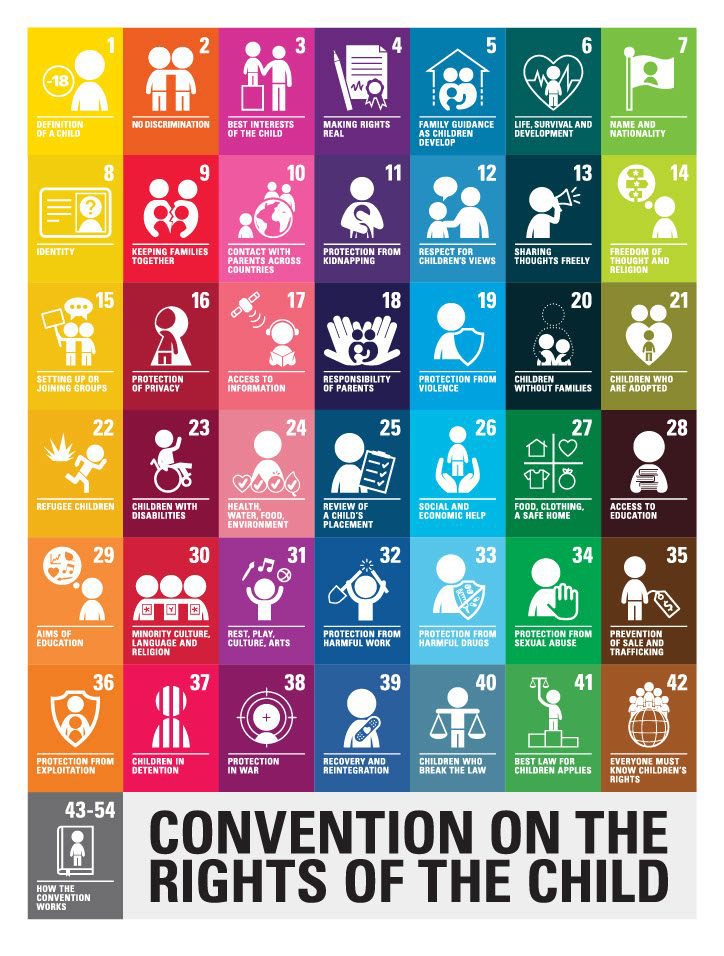 1
-18
DEFINITION
OF A CHILD
2
NO DISCRIMINATION
3
BEST INTERESTS
OF THE CHILD
4
MAKING RIGHTS
REAL
5
FAMILY GUIDANCE
AS CHILDREN
DEVELOP
6
LIFE, SURVIVAL AND
DEVELOPMENT
7
NAME AND
NATIONALITY
8
?
IDENTITY
9
KEEPING FAMILIES
TOGETHER
10
CONTACT WITH
PARENTS ACROSS
COUNTRIES
11
PROTECTION FROM
KIDNAPPING
12
RESPECT FOR
CHILDREN'S VIEWS
13
SHARING
THOUGHTS FREELY
14
FREEDOM OF
THOUGHT AND
RELIGION
15
SETTING UP OR
JOINING GROUPS
16
PROTECTION
OF PRIVACY
17
ACCESS TO
INFORMATION
18
RESPONSIBILITY
OF PARENTS
19
PROTECTION FROM
VIOLENCE
20
CHILDREN
WITHOUT FAMILIES
21
CHILDREN WHO
ARE ADOPTED
22
REFUGEE CHILDREN
23
CHILDREN WITH
DISABILITIES
24
HEALTH,
WATER, FOOD,
ENVIRONMENT
25
REVIEW OF
A CHILD'S
PLACEMENT
26
SOCIAL AND
ECONOMIC HELP
27
FOOD, CLOTHING,
A SAFE HOME
28
ACCESS TO
EDUCATION
29
AIMS OF
EDUCATION
30
MINORITY CULTURE,
LANGUAGE AND
RELIGION
31
REST, PLAY,
CULTURE, ARTS
32
PROTECTION FROM
HARMFUL WORK
33
PROTECTION FROM
HARMFUL DRUGS
34
PROTECTION FROM
SEXUAL ABUSE
35
$
PREVENTION
OF SALE AND
TRAFFICKING
36
PROTECTION FROM
EXPLOITATION
37
CHILDREN IN
DETENTION
38
PROTECTION
IN WAR
39
RECOVERY AND
REINTEGRATION
40
CHILDREN WHO
BREAK THE LAW
41
BEST LAW FOR
CHILDREN APPLIES
42
EVERYONE MUST
KNOW CHILDREN'S
RIGHTS
43-54
HOW THE
CONVENTION
WORKS
CONVENTION ON THE
RIGHTS OF THE CHILD